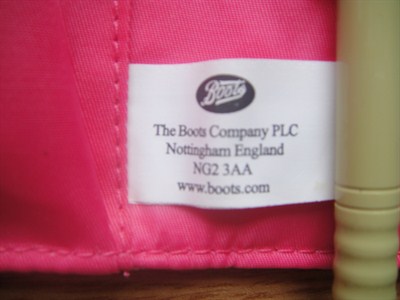 Boots
The Boots Company PLC
Nottingham England
NG2 3AA
www.boots.com